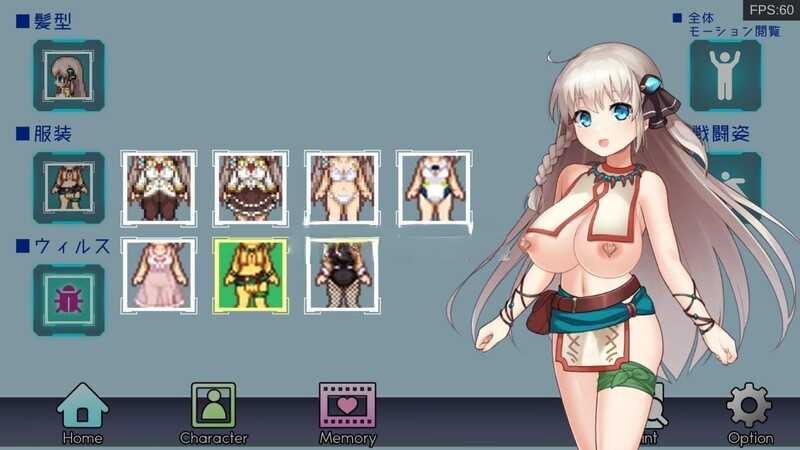 FPS:60
■髪型
■全体
モーション閲覧
■服装
戦闘姿
■ウィルス
Home
Character
Memory
Option